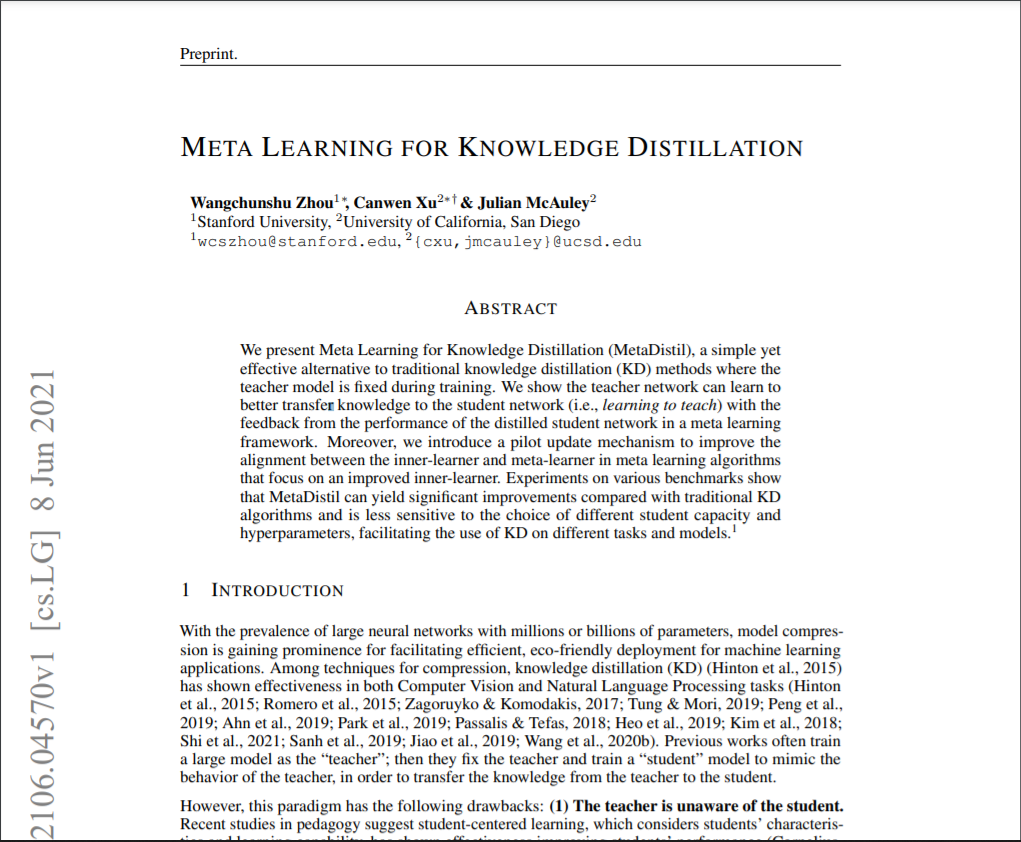 Preprint.
META LEARNING FOR KNOWLEDGE DISTILLATION
Wangchunshu Zhou1*, Canwen Xu2*† & Julian McAuley2
1Stanford University, 2University of California, San Diego
1wcszhou@stanford.edu, 2{cxu,jmcauley}@ucsd.edu
ABSTRACT
We present Meta Learning for Knowledge Distillation (MetaDistil), a simple yet
effective alternative to traditional knowledge distillation (KD) methods where the
teacher model is fixed during training. We show the teacher network can learn to
better transfer knowledge to the student network (i.e., learning to teach) with the
feedback from the performance of the distilled student network in a meta learning
framework. Moreover, we introduce a pilot update mechanism to improve the
alignment between the inner-learner and meta-learner in meta learning algorithms
that focus on an improved inner-learner. Experiments on various benchmarks show
that MetaDistil can yield significant improvements compared with traditional KD
algorithms and is less sensitive to the choice of different student capacity and
hyperparameters, facilitating the use of KD on different tasks and models.1
1 INTRODUCTION
With the prevalence of large neural networks with millions or billions of parameters, model compres-
sion is gaining prominence for facilitating efficient, eco-friendly deployment for machine learning
applications. Among techniques for compression, knowledge distillation (KD) (Hinton et al., 2015)
has shown effectiveness in both Computer Vision and Natural Language Processing tasks (Hinton
et al., 2015; Romero et al., 2015; Zagoruyko & Komodakis, 2017; Tung & Mori, 2019; Peng et al.,
2019; Ahn et al., 2019; Park et al., 2019; Passalis & Tefas, 2018; Heo et al., 2019; Kim et al., 2018;
Shi et al., 2021; Sanh et al., 2019; Jiao et al., 2019; Wang et al., 2020b). Previous works often train
a large model as the “teacher”; then they fix the teacher and train a “student” model to mimic the
behavior of the teacher, in order to transfer the knowledge from the teacher to the student.
However, this paradigm has the following drawbacks: (1) The teacher is unaware of the student.
Recent studies in pedagogy suggest student-centered learning, which considers students’ characteris-
2106.04570v1 [cs.LG] 8 Jun 2021